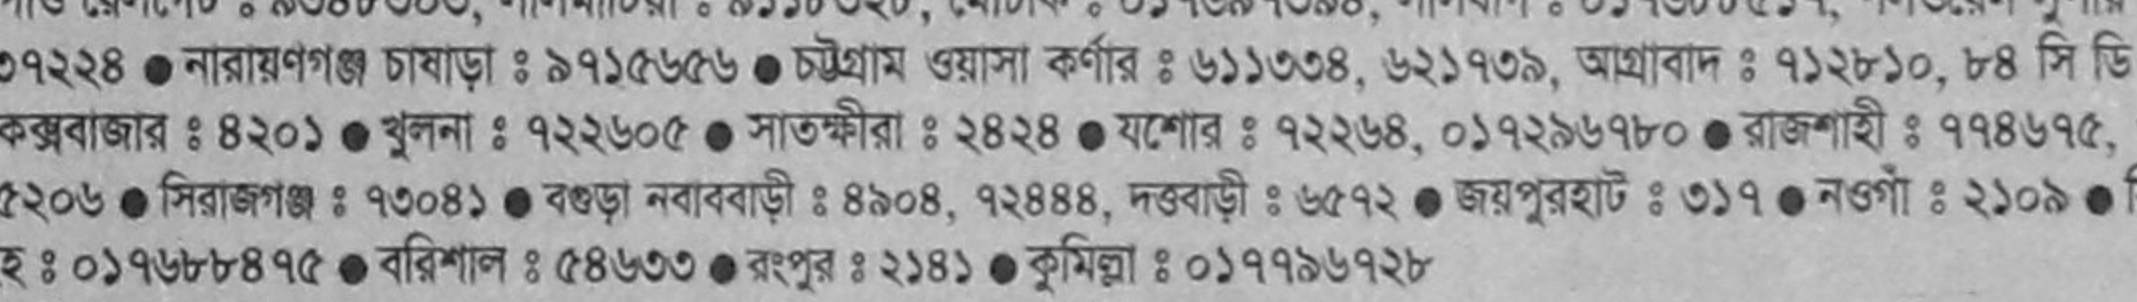 ৭২২৪ ● নারায়ণগঞ্জ চাষাড়া ঃ ৯৭১৫৬৫৬ ● চট্টগ্রাম ওয়াসা কর্ণার ঃ ৬১১৩৩৪, ৬২১৭৩৯, আগ্রাবাদ ঃ ৭১২৮১০, ৮৪ সি ডি
কক্সবাজার ঃ ৪২০১ ● খুলনা ঃ ৭২২৬০৫ ● সাতক্ষীরা ঃ ২৪২৪ ● যশোর ঃ ৭২২৬৪, ০১৭২৯৬৭৮০ ● রাজশাহী ঃ ৭৭৪৬৭৫,
৫২০৬ ● সিরাজগঞ্জ ঃ ৭৩০৪১ ● বগুড়া নবাববাড়ী ঃ ৪৯০৪, ৭২৪৪৪, দত্তবাড়ী ঃ ৬৫৭২ ● জয়পুরহাট ঃ ৩১৭ ● নওগাঁ ঃ ২১০৯ ●
হ ঃ ০১৭৬৮৮৪৭৫ ● বরিশাল ঃ ৫৪৬৩৩ ● রংপুর ঃ ২১৪১ ● কুমিল্লা ঃ ০১৭৭৯৬৭২৮